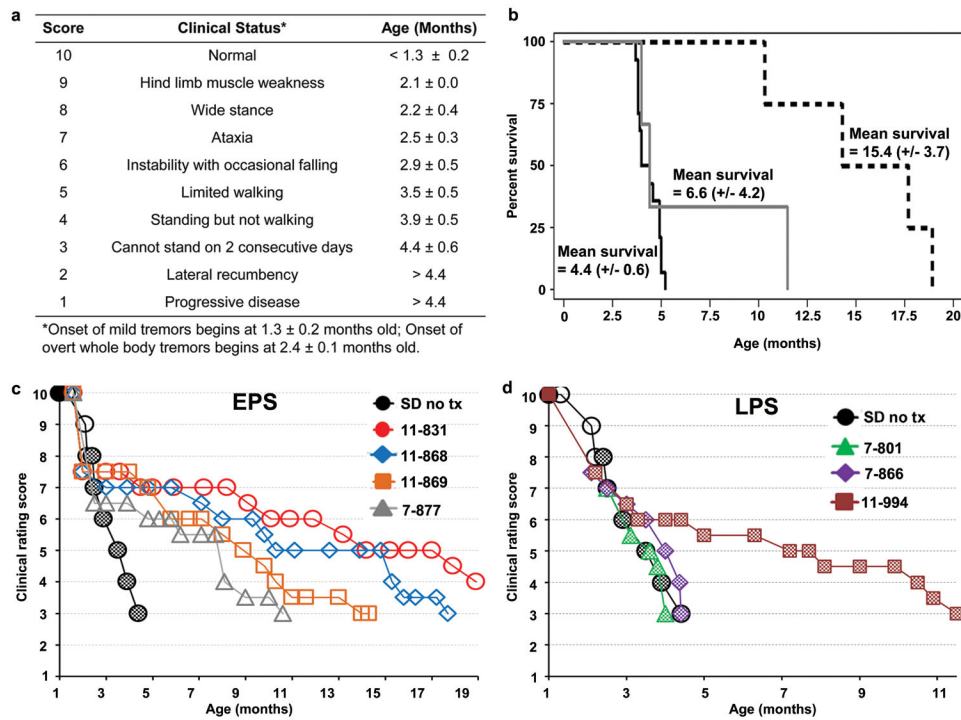 a
Score Clinical Status* Age (Months)
10 Normal < 1.3 ± 0.2
9 Hind limb muscle weakness 2.1 ± 0.0
8 Wide stance 2.2 ± 0.4
7 Ataxia 2.5 ± 0.3
6 Instability with occasional falling 2.9 ± 0.5
5 Limited walking 3.5 ± 0.5
4 Standing but not walking 3.9 ± 0.5
3 Cannot stand on 2 consecutive days 4.4 ± 0.6
2 Lateral recumbency > 4.4
1 Progressive disease > 4.4
*Onset of mild tremors begins at 1.3 ± 0.2 months old; Onset of
overt whole body tremors begins at 2.4 ± 0.1 months old.
b
Percent survival
100
75
50
25
0
Mean survival
= 15.4 (+/- 3.7)
Mean survival
= 6.6 (+/- 4.2)
Mean survival
= 4.4 (+/- 0.6)
0 2.5 5.0 7.5 10 12.5 15 17.5 20
Age (months)
c
EPS
Clinical rating score
10
9
8
7
6
5
4
3
2
1
SD no tx
11-831
11-868
11-869
7-877
1 3 5 7 9 11 13 15 17 19
Age (months)
d
LPS
Clinical rating score
10
9
8
7
6
5
4
3
2
1
SD no tx
7-801
7-866
11-994
1 3 5 7 9 11
Age (months)